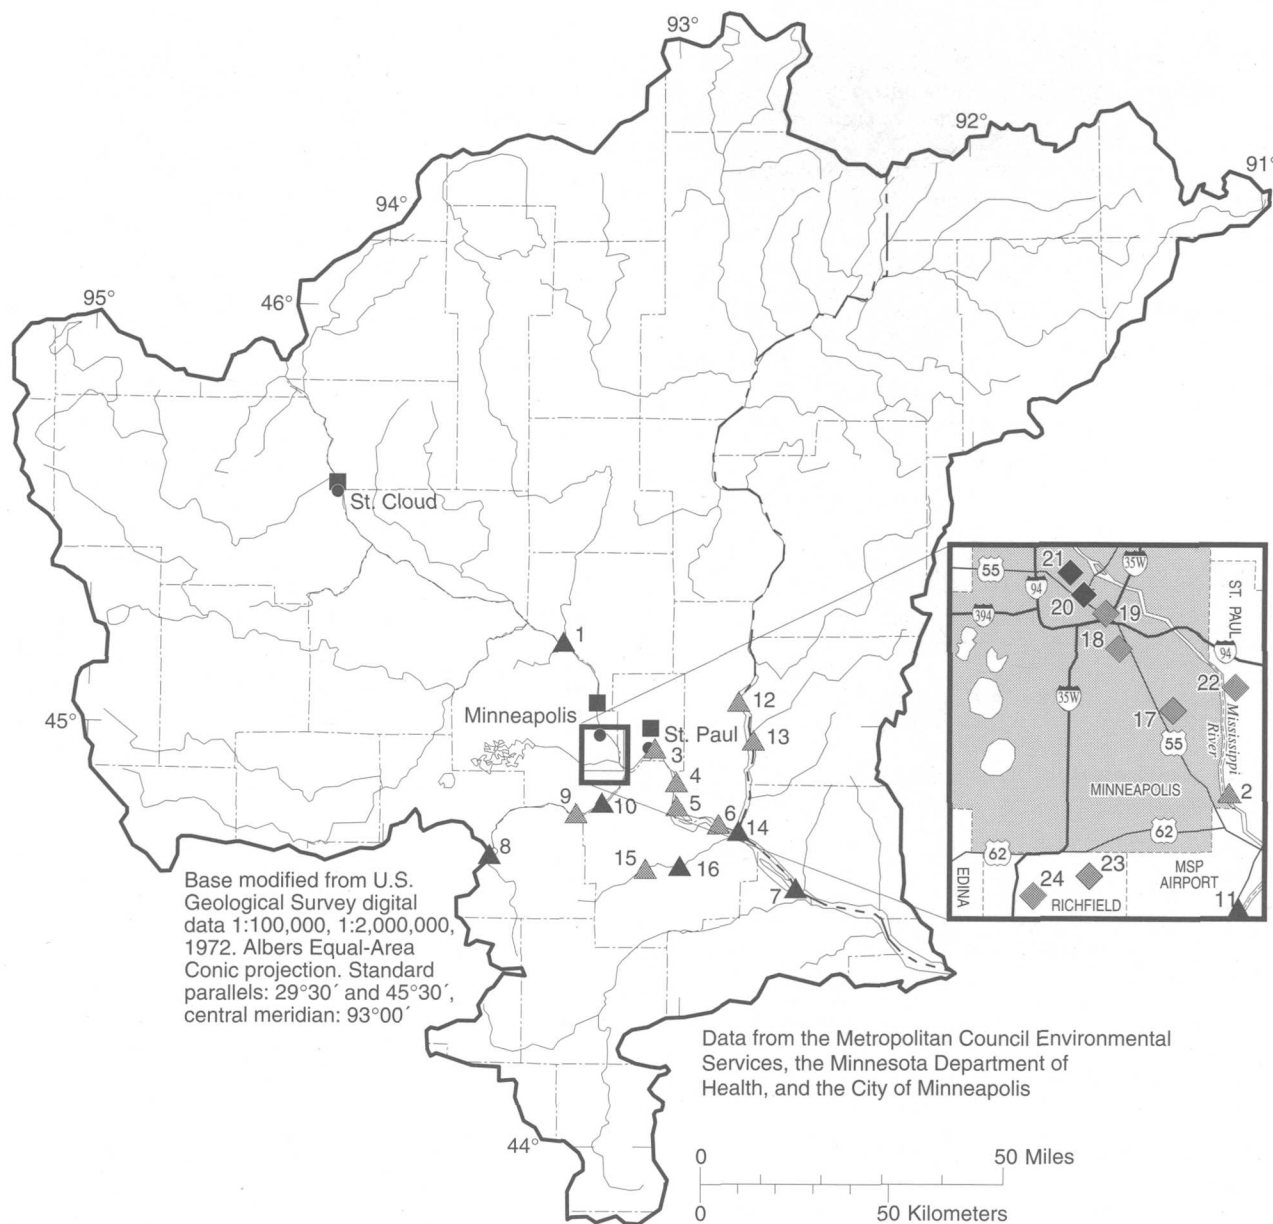 93°
92°
91°
94°
95°
46°
St. Cloud
1
12
Minneapolis
St. Paul
45°
3
13
4
5
9
10
6
14
8
15
16
7
55
21
35W
94
20
19
394
18
ST. PAUL
94
22
35W
17
55
Mississippi
River
MINNEAPOLIS
2
62
62
EDINA
24
23
RICHFIELD
MSP
AIRPORT
11
Base modified from U.S.
Geological Survey digital
data 1:100,000, 1:2,000,000,
1972. Albers Equal-Area
Conic projection. Standard
parallels: 29°30´ and 45°30´,
central meridian: 93°00´
Data from the Metropolitan Council Environmental
Services, the Minnesota Department of
Health, and the City of Minneapolis
44°
0 50 Miles
0 50 Kilometers